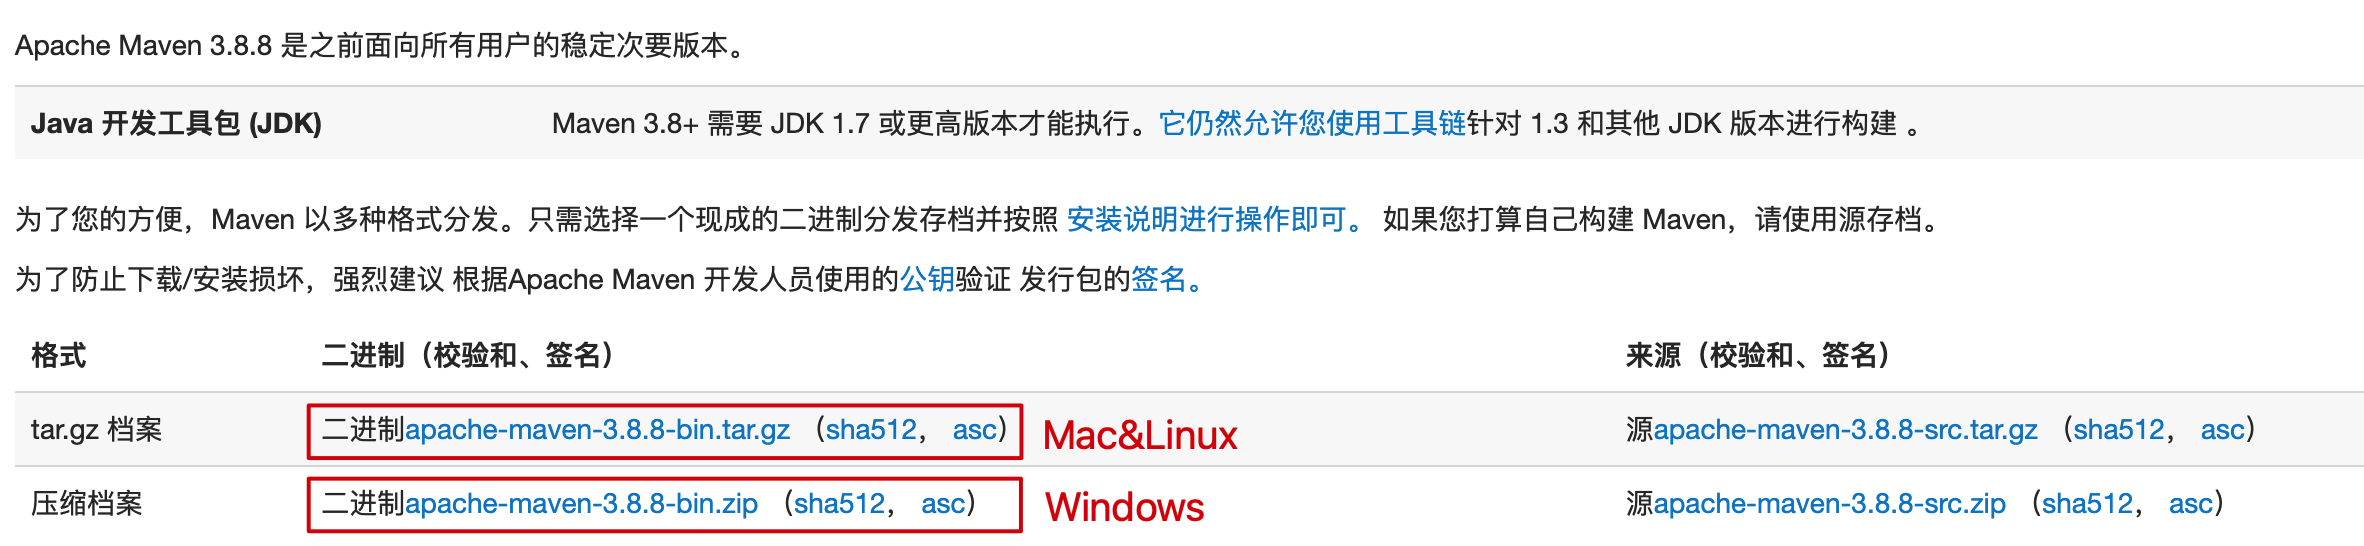 Apache Maven 3.8.8 是之前面向所有用户的稳定次要版本。
Java 开发工具包 (JDK) Maven 3.8+ 需要 JDK 1.7 或更高版本才能执行。它仍然允许您使用工具链针对 1.3 和其他 JDK 版本进行构建 。
为了您的方便，Maven 以多种格式分发。只需选择一个现成的二进制分发存档并按照 安装说明进行操作即可。 如果您打算自己构建 Maven，请使用源存档。
为了防止下载/安装损坏，强烈建议 根据Apache Maven 开发人员使用的公钥验证 发行包的签名。
格式 二进制（校验和、签名） 来源（校验和、签名）
tar.gz 档案 二进制apache-maven-3.8.8-bin.tar.gz （sha512， asc） Mac&Linux 源apache-maven-3.8.8-src.tar.gz （sha512， asc）
压缩档案 二进制apache-maven-3.8.8-bin.zip （sha512， asc） Windows 源apache-maven-3.8.8-src.zip （sha512， asc）